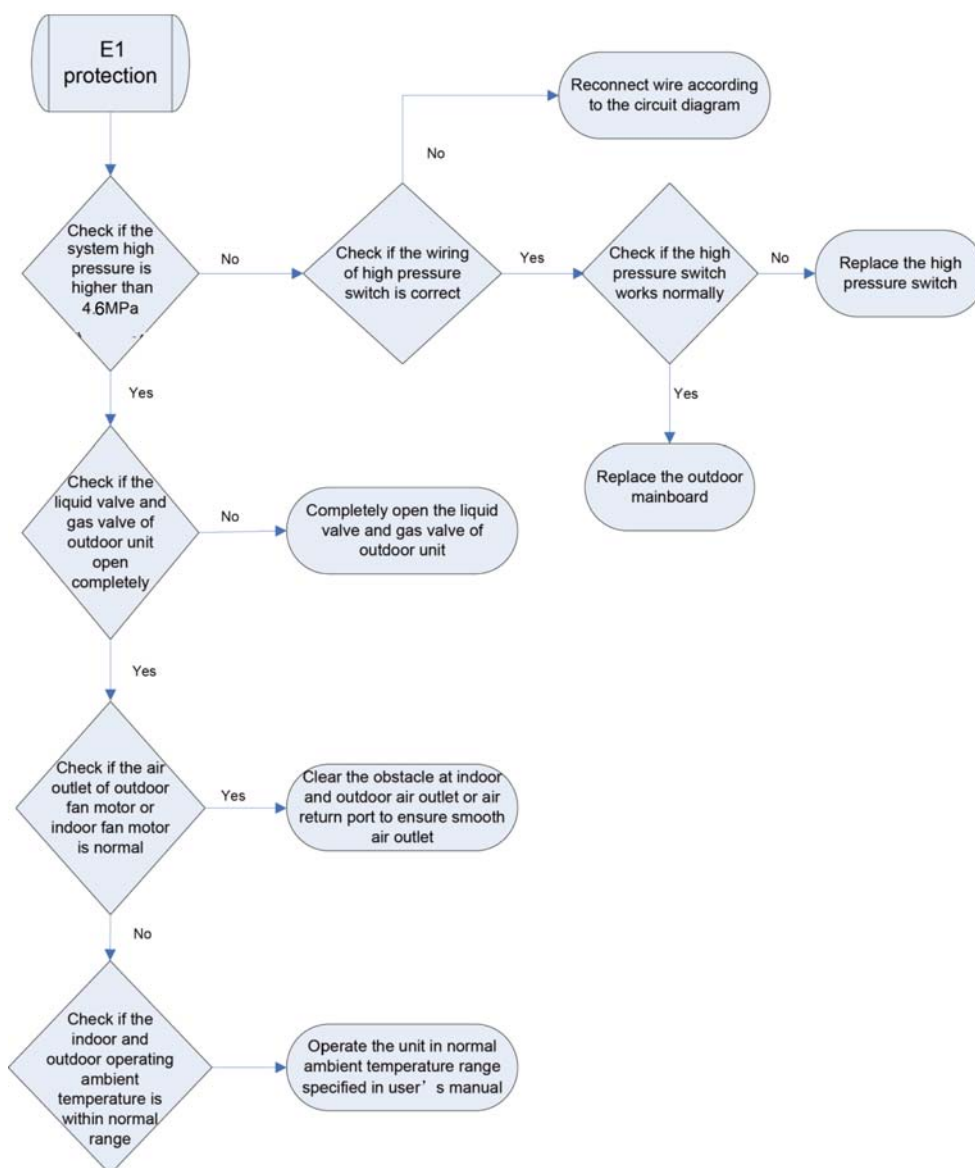 E1
protection
Reconnect wire according
to the circuit diagram
No
Check if the
system high
pressure is
higher than
4.6MPa
No
Check if the wiring
of high pressure
switch is correct
Yes
Check if the high
pressure switch
works normally
No
Replace the high
pressure switch
Yes
Yes
Replace the outdoor
mainboard
Check if the
liquid valve and
gas valve of
outdoor unit
open
completely
No
Completely open the liquid
valve and gas valve of
outdoor unit
Yes
Check if the air
outlet of outdoor
fan motor or
indoor fan motor
is normal
Yes
Clear the obstacle at indoor
and outdoor air outlet or air
return port to ensure smooth
air outlet
No
Check if the
indoor and
outdoor operating
ambient
temperature is
within normal
range
Operate the unit in normal
ambient temperature range
specified in user’s manual